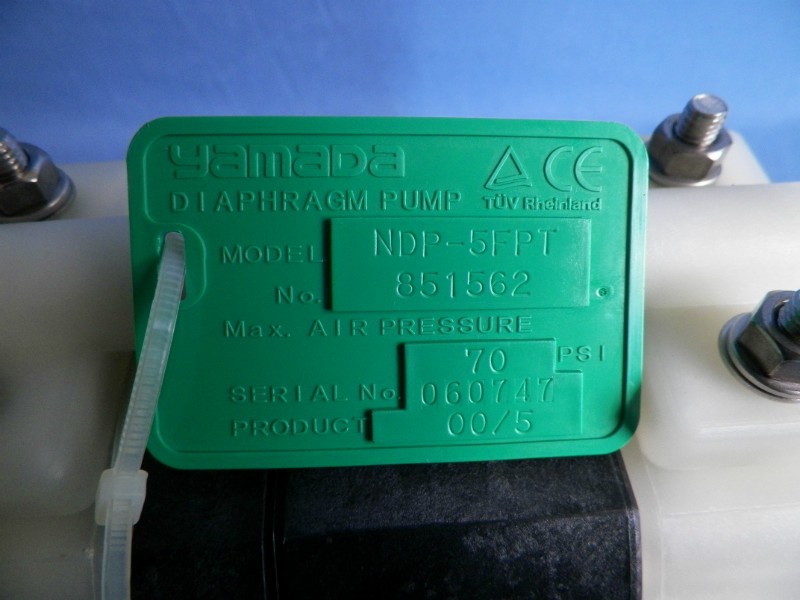 YAMADA
DIAPHRAGM PUMP
CE
TÜV Rheinland
MODEL NDP-5FPT
No. 851562
Max. AIR PRESSURE
70 PSI
SERIAL No. 060747
PRODUCT 00/5